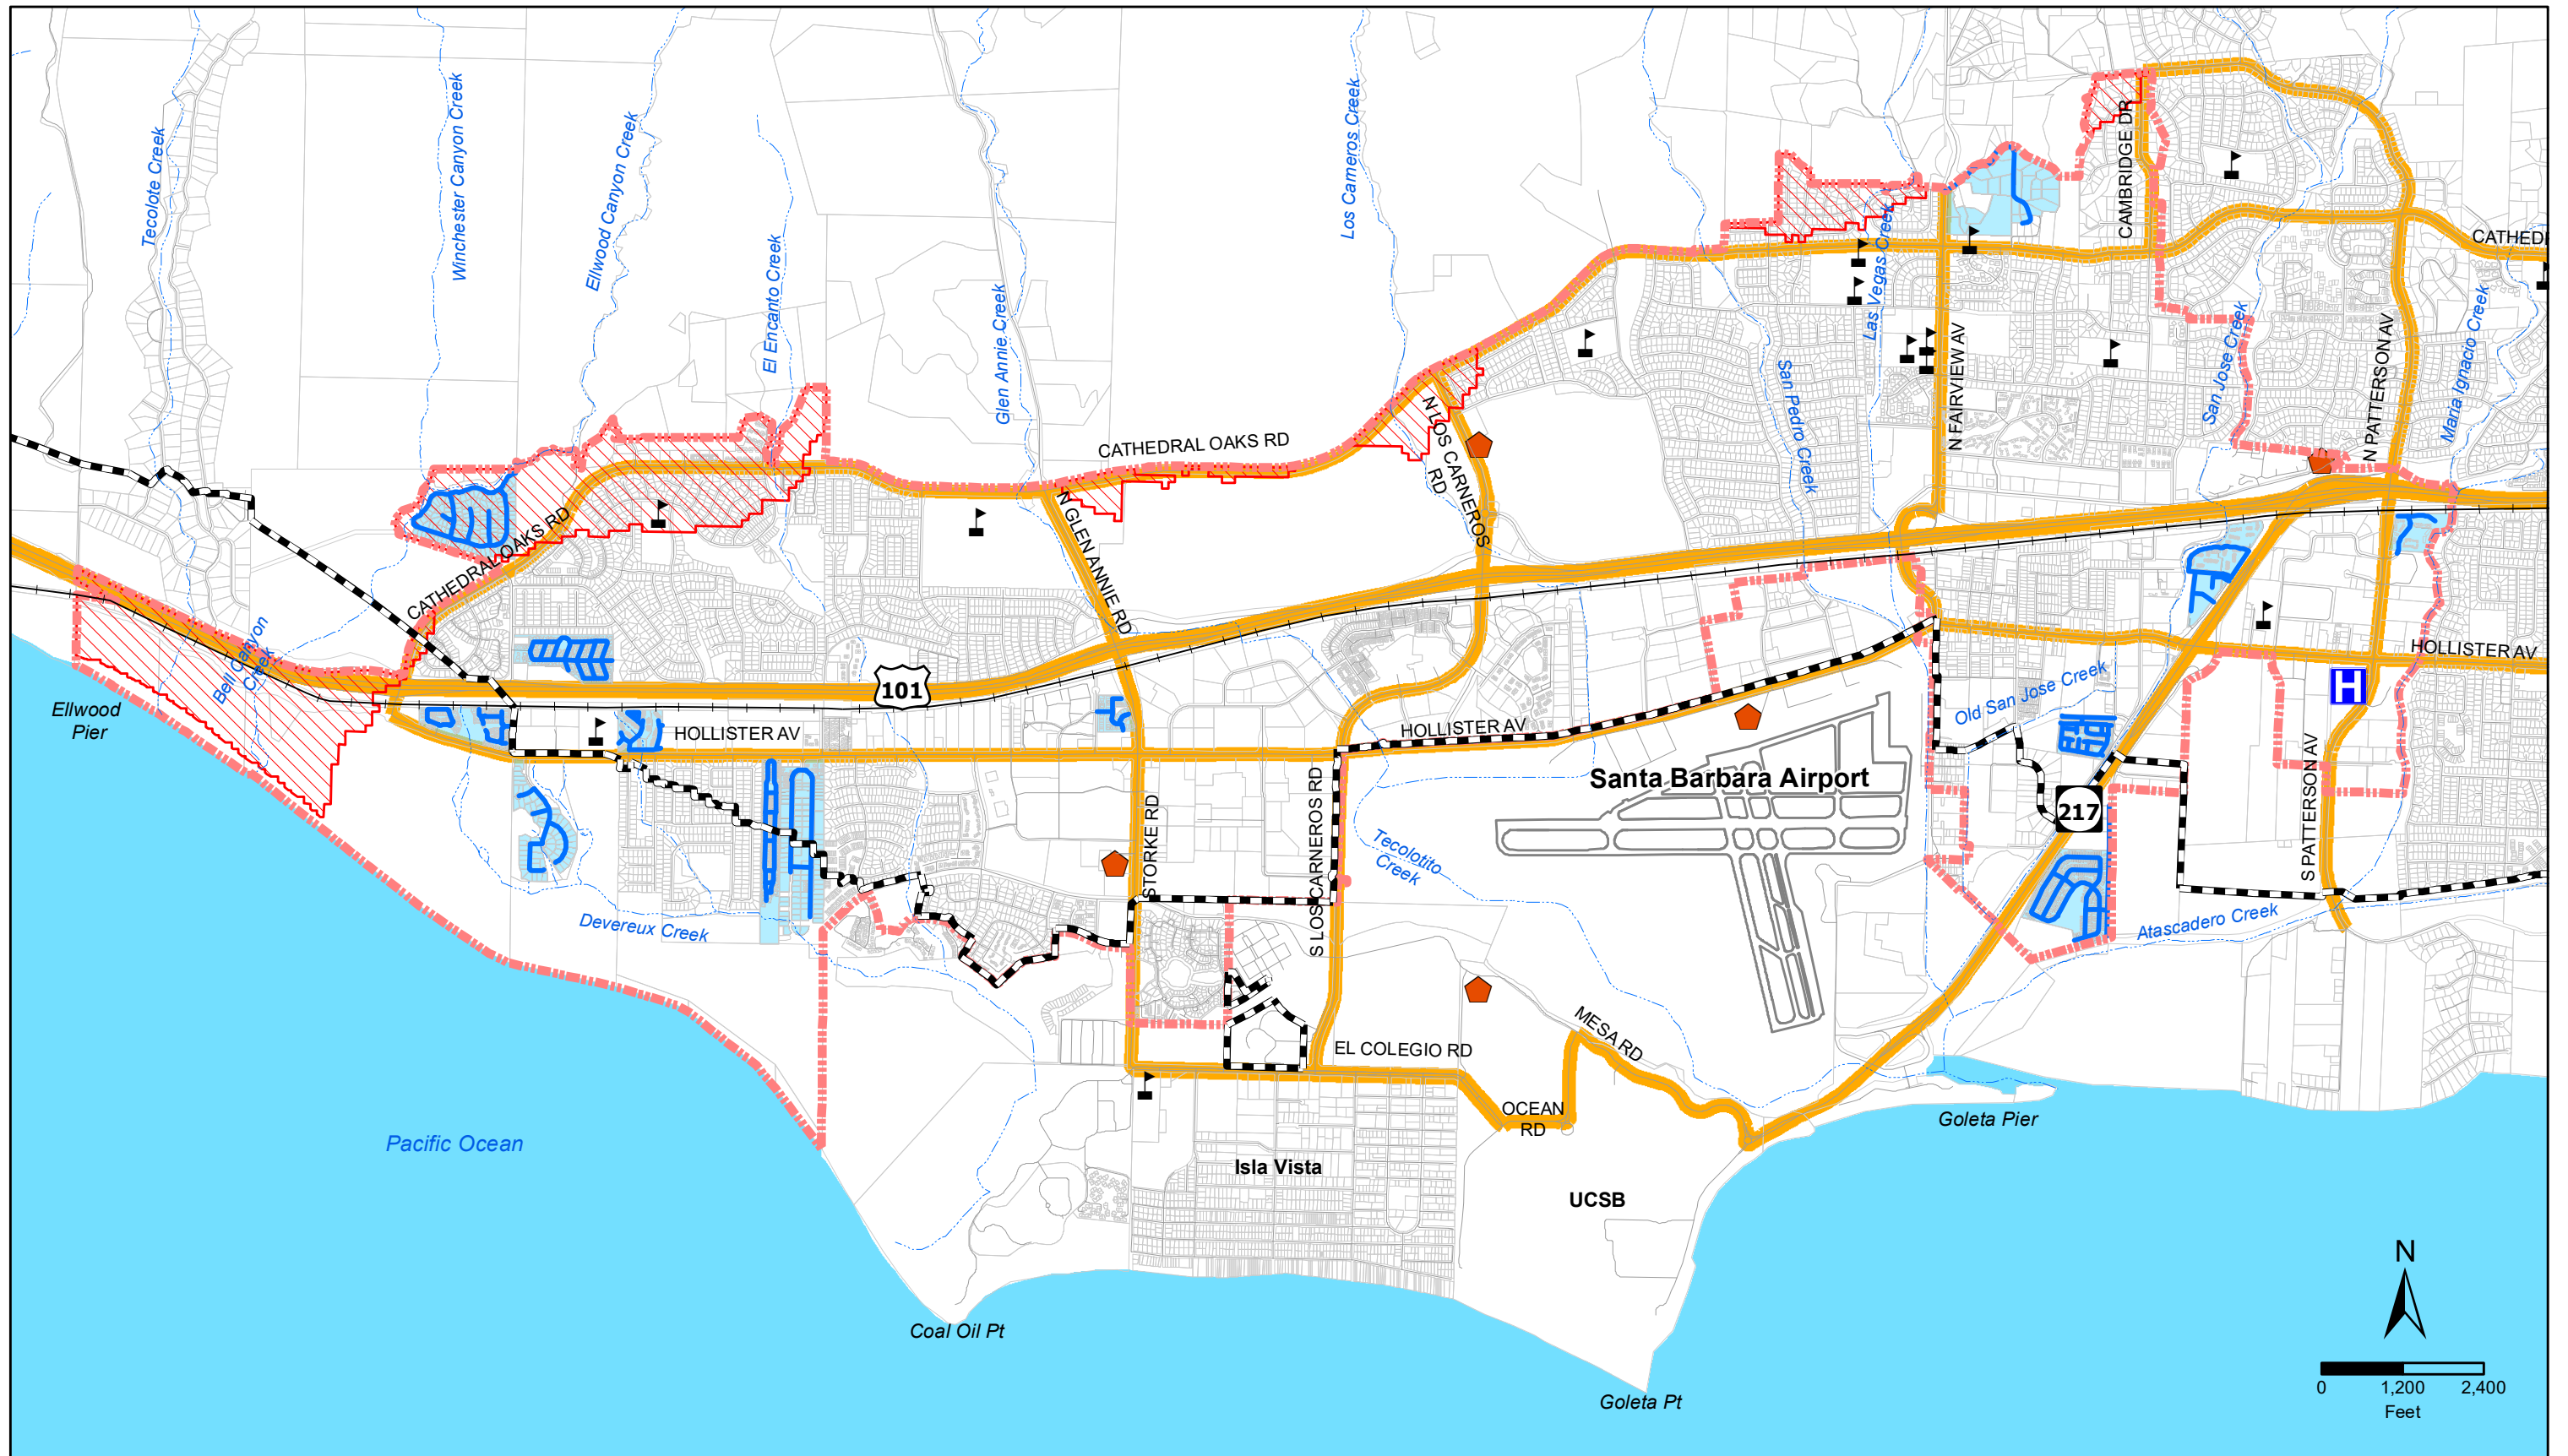 Tecolote Creek
Winchester Canyon Creek
Ellwood Canyon Creek
El Encanto Creek
Glen Annie Creek
Los Carneros Creek
Las Vegas Creek
San Pedro Creek
CAMBRIDGE DR
San Jose Creek
Maria Ignacio Creek
CATHED
N PATTERSON AV
N FAIRVIEW AV
CATHEDRAL OAKS RD
N LOS CARNEROS
RD
N GLEN ANNIE RD
CATHEDRAL OAKS RD
Bell Canyon
Creek
Ellwood
Pier
101
HOLLISTER AV
HOLLISTER AV
HOLLISTER AV
H
Old San Jose Creek
Santa Barbara Airport
217
S PATTERSON AV
STORKE RD
S LOS CARNEROS RD
Tecolotito
Creek
Devereux Creek
Atascadero Creek
MESA RD
EL COLEGIO RD
OCEAN
RD
Goleta Pier
Pacific Ocean
Isla Vista
UCSB
Coal Oil Pt
Goleta Pt
N
0 1,200 2,400
Feet